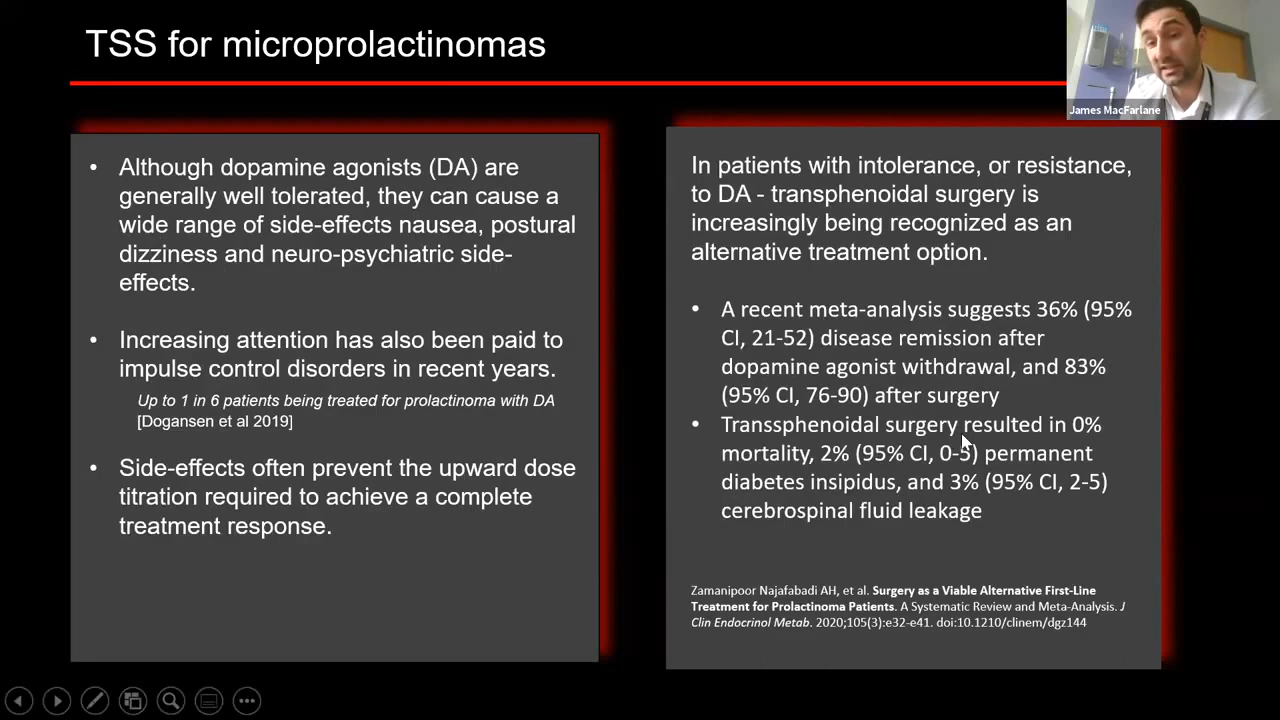 TSS for microprolactinomas
James MacFarlane
• Although dopamine agonists (DA) are
generally well tolerated, they can cause a
wide range of side-effects nausea, postural
dizziness and neuro-psychiatric side-
effects.
• Increasing attention has also been paid to
impulse control disorders in recent years.
Up to 1 in 6 patients being treated for prolactinoma with DA
[Dogansen et al 2019]
• Side-effects often prevent the upward dose
titration required to achieve a complete
treatment response.
In patients with intolerance, or resistance,
to DA - transphenoidal surgery is
increasingly being recognized as an
alternative treatment option.
• A recent meta-analysis suggests 36% (95%
CI, 21-52) disease remission after
dopamine agonist withdrawal, and 83%
(95% CI, 76-90) after surgery
• Transsphenoidal surgery resulted in 0%
mortality, 2% (95% CI, 0-5) permanent
diabetes insipidus, and 3% (95% CI, 2-5)
cerebrospinal fluid leakage
Zamanipoor Najafabadi AH, et al. Surgery as a Viable Alternative First-Line
Treatment for Prolactinoma Patients. A Systematic Review and Meta-Analysis. J
Clin Endocrinol Metab. 2020;105(3):e32-e41. doi:10.1210/clinem/dgz144